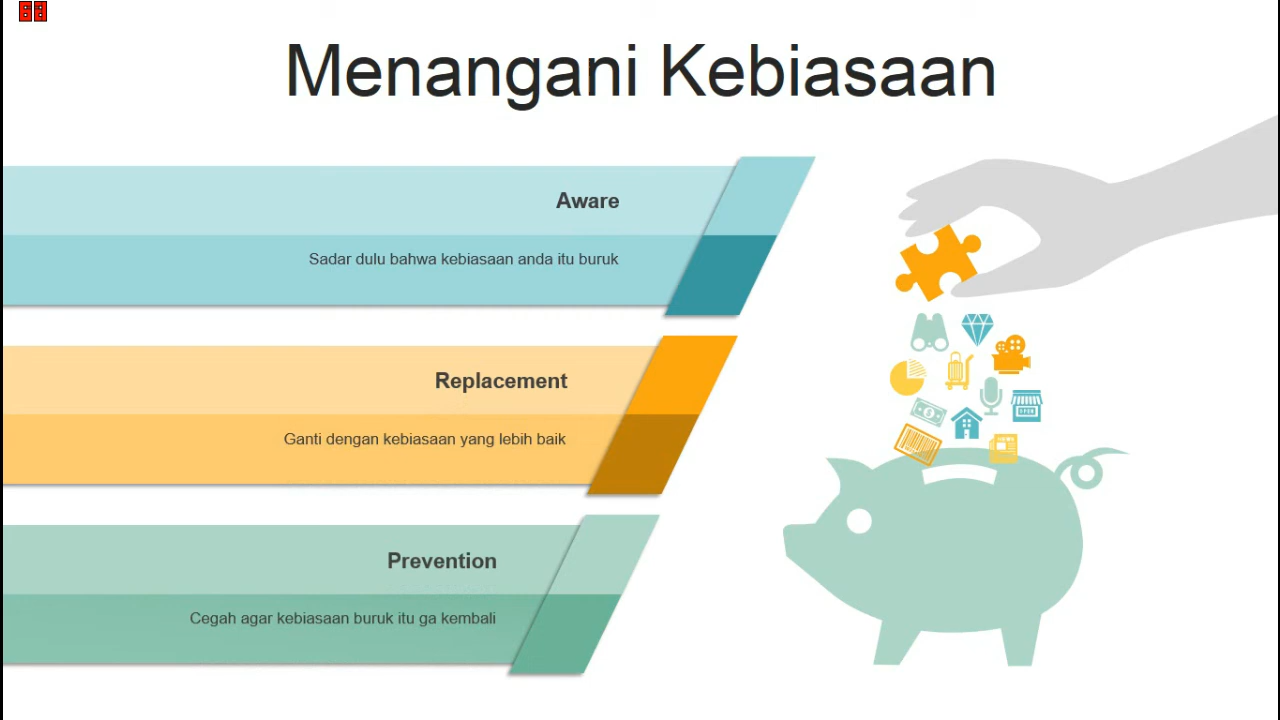 68
Menangani Kebiasaan
Aware
Sadar dulu bahwa kebiasaan anda itu buruk
Replacement
Ganti dengan kebiasaan yang lebih baik
Prevention
Cegah agar kebiasaan buruk itu ga kembali